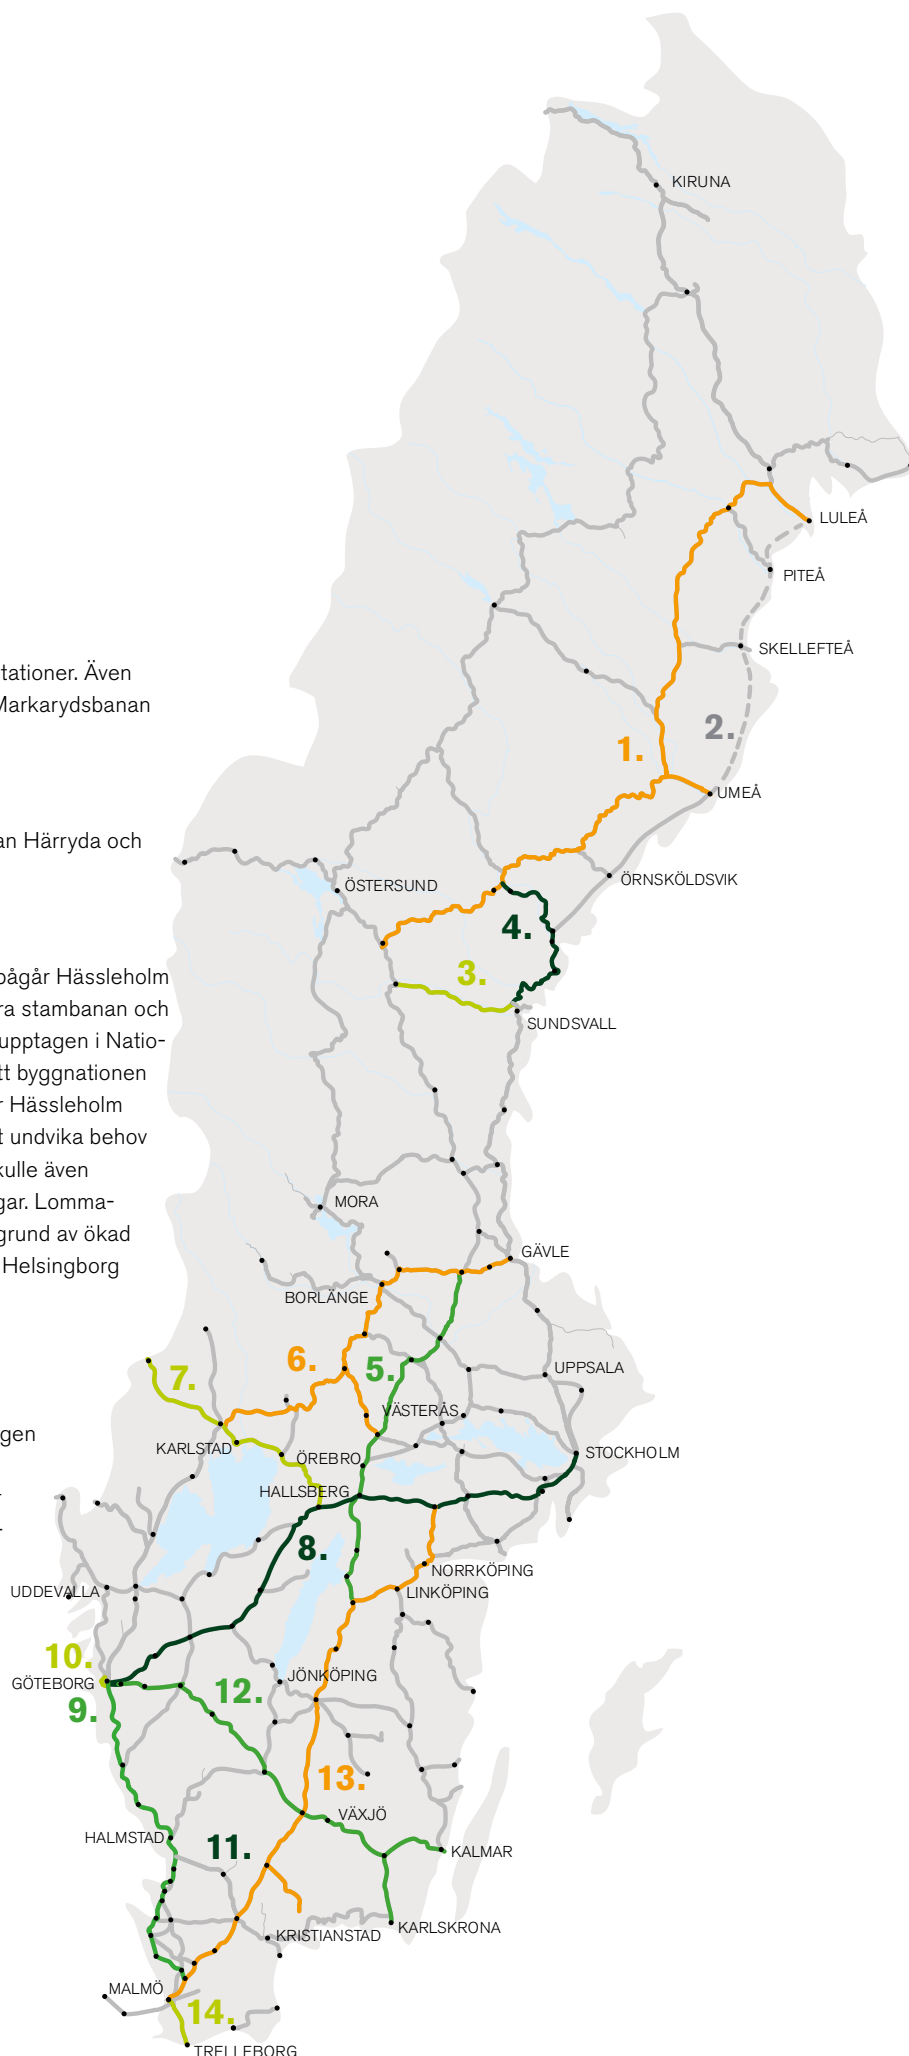 KIRUNA
LULEÅ
PITEÅ
SKELLEFTEÅ
tationer. Även
Markarydsbanan
2.
1.
UMEÅ
an Härryda och
ÖRNSKÖLDSVIK
ÖSTERSUND
4.
3.
pågår Hässleholm
ra stambanan och
SUNDSVALL
upptagen i Natio-
tt byggnationen
r Hässleholm
t undvika behov
kulle även
gar. Lomma-
MORA
grund av ökad
GÄVLE
Helsingborg
BORLÄNGE
6.
5.
UPPSALA
7.
VÄSTERÅS
gen
KARLSTAD
ÖREBRO
STOCKHOLM
HALLSBERG
8.
NORRKÖPING
UDDEVALLA
LINKÖPING
10.
JÖNKÖPING
GÖTEBORG
12.
9.
13.
VÄXJÖ
HALMSTAD
11.
KALMAR
KARLSKRONA
KRISTIANSTAD
MALMÖ
14.
TRELLEBORG